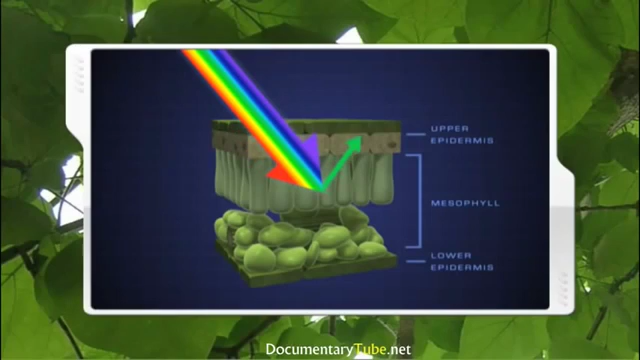 UPPER
EPIDERMIS
MESOPHYLL
LOWER
EPIDERMIS
DocumentaryTube.net